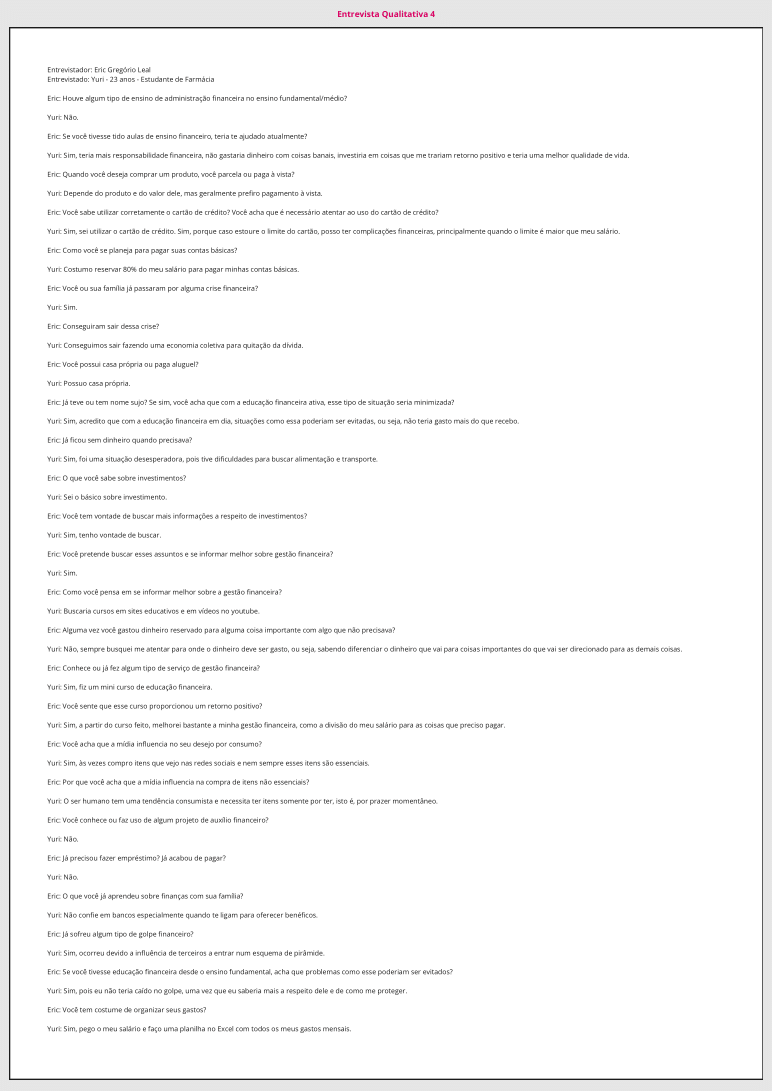 Entrevista Qualitativa 4
Entrevistador: Eric Gregório Leal
Entrevistado: Yuri - 23 anos - Estudante de Farmácia
Eric: Houve algum tipo de ensino de administração financeira no ensino fundamental/médio?
Yuri: Não.
Eric: Se você tivesse tido aulas de ensino financeiro, teria te ajudado atualmente?
Yuri: Sim, teria mais responsabilidade financeira, não gastaria dinheiro com coisas banais, investiria em coisas que me trariam retorno positivo e teria uma melhor qualidade de vida.
Eric: Quando você deseja comprar um produto, você parcela ou paga à vista?
Yuri: Depende do produto e do valor dele, mas geralmente prefiro pagamento à vista.
Eric: Você sabe utilizar corretamente o cartão de crédito? Você acha que é necessário atentar ao uso do cartão de crédito?
Yuri: Sim, sei utilizar o cartão de crédito. Sim, porque caso estoure o limite do cartão, posso ter complicações financeiras, principalmente quando o limite é maior que meu salário.
Eric: Como você se planeja para pagar suas contas básicas?
Yuri: Costumo reservar 80% do meu salário para pagar minhas contas básicas.
Eric: Você ou sua família já passaram por alguma crise financeira?
Yuri: Sim.
Eric: Conseguiram sair dessa crise?
Yuri: Conseguimos sair fazendo uma economia coletiva para quitação da dívida.
Eric: Você possui casa própria ou paga aluguel?
Yuri: Possuo casa própria.
Eric: Já teve ou tem nome sujo? Se sim, você acha que com a educação financeira ativa, esse tipo de situação seria minimizada?
Yuri: Sim, acredito que com a educação financeira em dia, situações como essa poderiam ser evitadas, ou seja, não teria gasto mais do que recebo.
Eric: Já ficou sem dinheiro quando precisava?
Yuri: Sim, foi uma situação desesperadora, pois tive dificuldades para buscar alimentação e transporte.
Eric: O que você sabe sobre investimentos?
Yuri: Sei o básico sobre investimento.
Eric: Você tem vontade de buscar mais informações a respeito de investimentos?
Yuri: Sim, tenho vontade de buscar.
Eric: Você pretende buscar esses assuntos e se informar melhor sobre gestão financeira?
Yuri: Sim.
Eric: Como você pensa em se informar melhor sobre a gestão financeira?
Yuri: Buscaria cursos em sites educativos e em vídeos no youtube.
Eric: Alguma vez você gastou dinheiro reservado para alguma coisa importante com algo que não precisava?
Yuri: Não, sempre busquei me atentar para onde o dinheiro deve ser gasto, ou seja, sabendo diferenciar o dinheiro que vai para coisas importantes do que vai ser direcionado para as demais coisas.
Eric: Conhece ou já fez algum tipo de serviço de gestão financeira?
Yuri: Sim, fiz um mini curso de educação financeira.
Eric: Você sente que esse curso proporcionou um retorno positivo?
Yuri: Sim, a partir do curso feito, melhorei bastante a minha gestão financeira, como a divisão do meu salário para as coisas que preciso pagar.
Eric: Você acha que a mídia influencia no seu desejo por consumo?
Yuri: Sim, às vezes compro itens que vejo nas redes sociais e nem sempre esses itens são essenciais.
Eric: Por que você acha que a mídia influencia na compra de itens não essenciais?
Yuri: O ser humano tem uma tendência consumista e necessita ter itens somente por ter, isto é, por prazer momentâneo.
Eric: Você conhece ou faz uso de algum projeto de auxílio financeiro?
Yuri: Não.
Eric: Já precisou fazer empréstimo? Já acabou de pagar?
Yuri: Não.
Eric: O que você já aprendeu sobre finanças com sua família?
Yuri: Não confie em bancos especialmente quando te ligam para oferecer benéficos.
Eric: Já sofreu algum tipo de golpe financeiro?
Yuri: Sim, ocorreu devido a influência de terceiros a entrar num esquema de pirâmide.
Eric: Se você tivesse educação financeira desde o ensino fundamental, acha que problemas como esse poderiam ser evitados?
Yuri: Sim, pois eu não teria caído no golpe, uma vez que eu saberia mais a respeito dele e de como me proteger.
Eric: Você tem costume de organizar seus gastos?
Yuri: Sim, pego o meu salário e faço uma planilha no Excel com todos os meus gastos mensais.